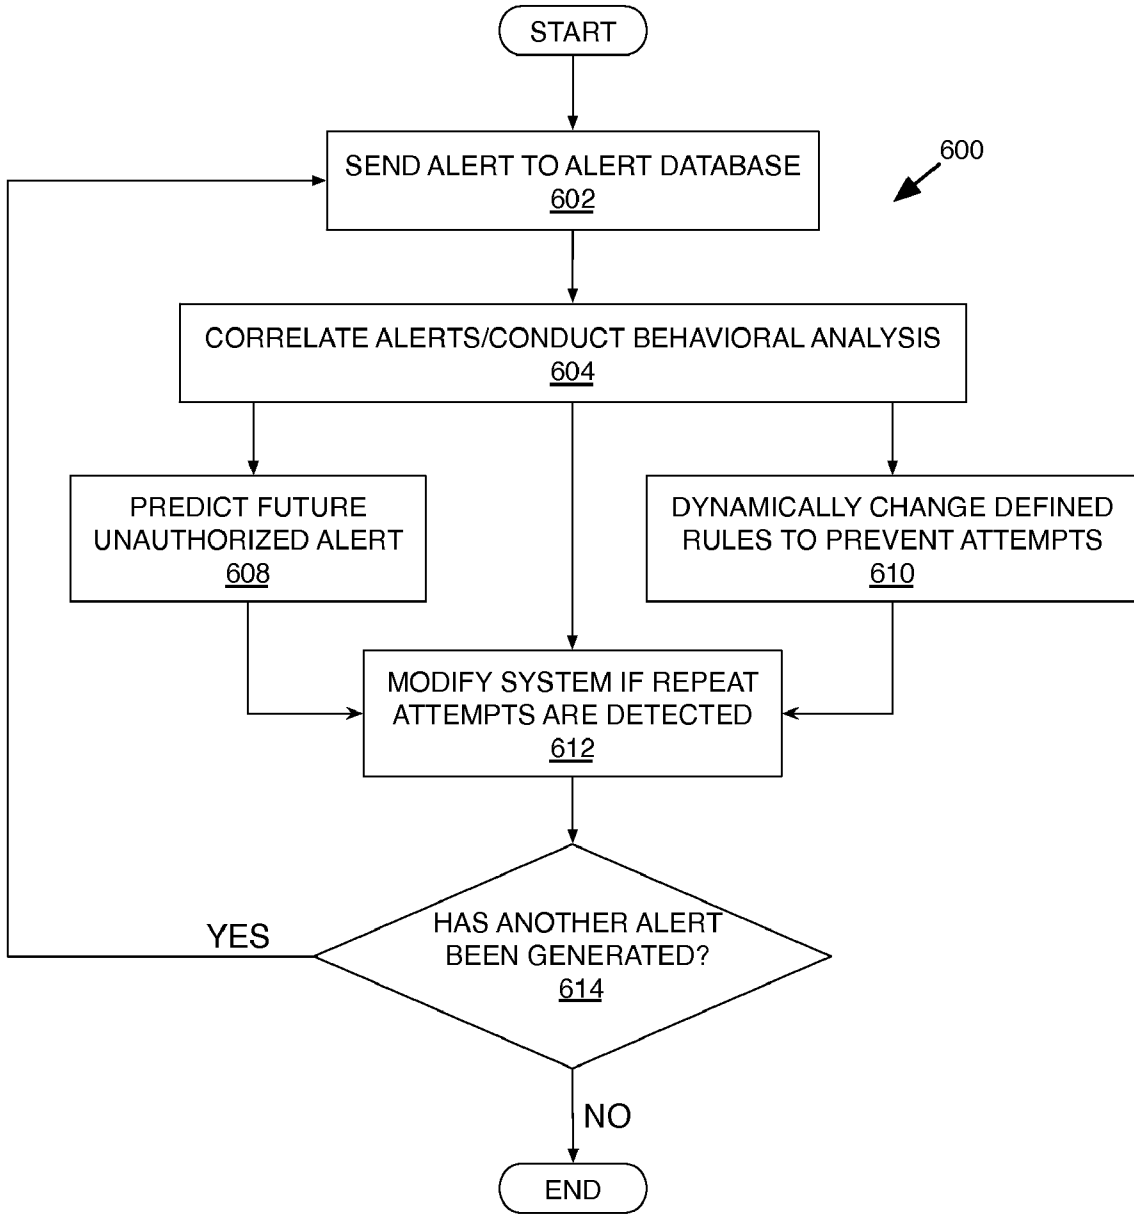 START
600
SEND ALERT TO ALERT DATABASE
602
CORRELATE ALERTS/CONDUCT BEHAVIORAL ANALYSIS
604
PREDICT FUTURE
UNAUTHORIZED ALERT
608
DYNAMICALLY CHANGE DEFINED
RULES TO PREVENT ATTEMPTS
610
MODIFY SYSTEM IF REPEAT
ATTEMPTS ARE DETECTED
612
YES
HAS ANOTHER ALERT
BEEN GENERATED?
614
NO
END